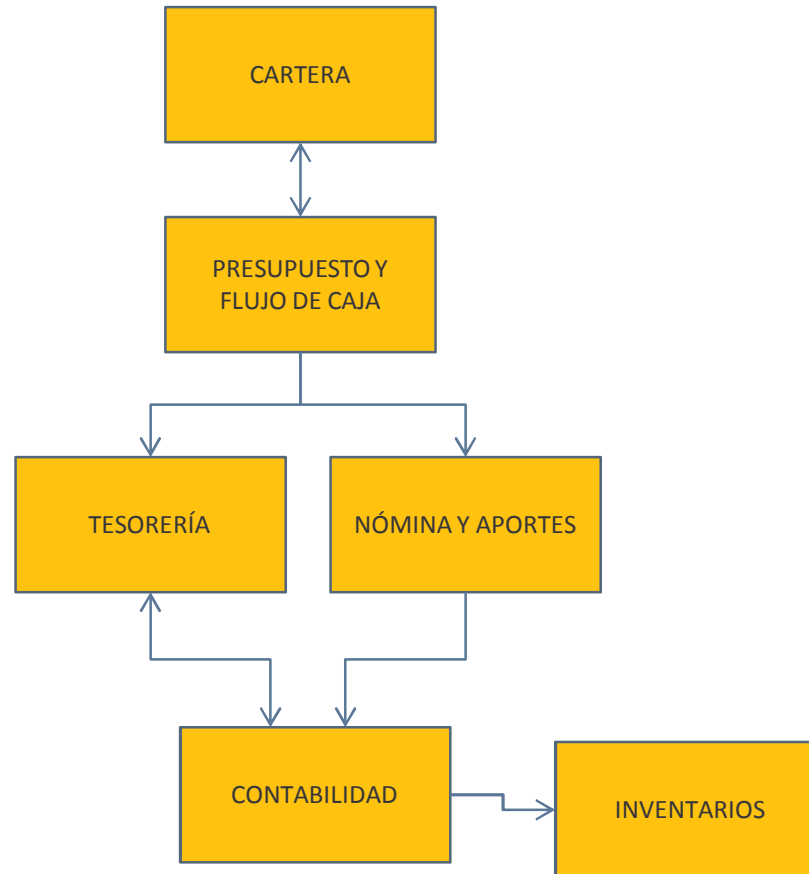 CARTERA
PRESUPUESTO Y
FLUJO DE CAJA
TESORERÍA
NÓMINA Y APORTES
CONTABILIDAD
INVENTARIOS